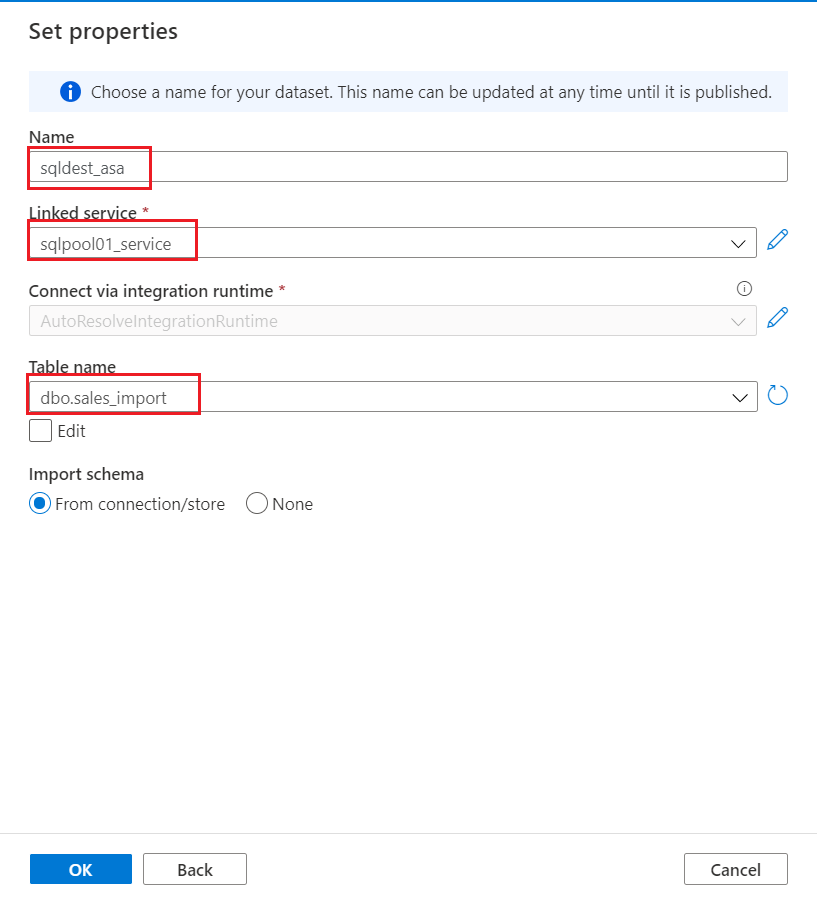 Set properties
Choose a name for your dataset. This name can be updated at any time until it is published.
Name
sqldest_asa
Linked service *
sqlpool01_service
Connect via integration runtime *
AutoResolveIntegrationRuntime
Table name
dbo.sales_import
Edit
Import schema
From connection/store None
OK Back Cancel